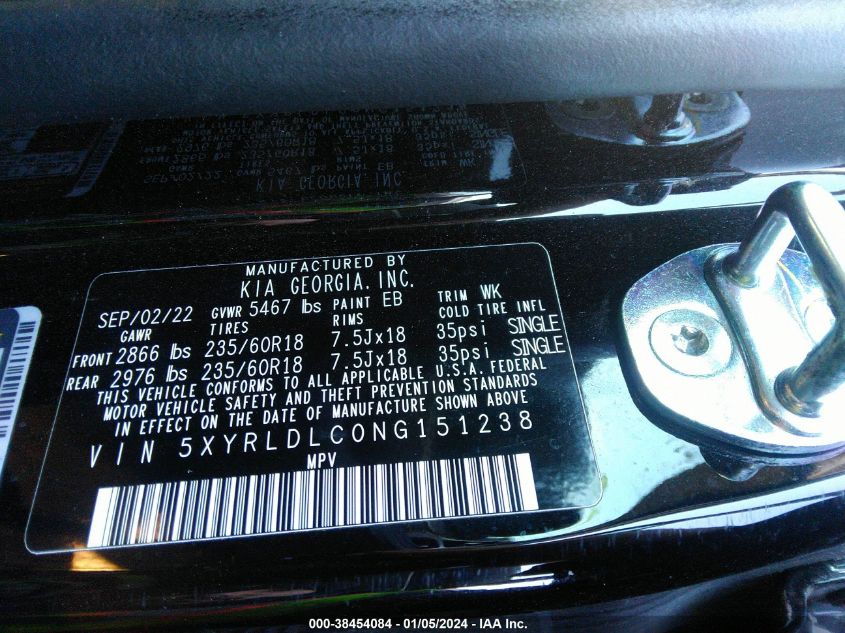 MANUFACTURED BY
KIA GEORGIA, INC.
SEP/02/22 GVWR 5467 lbs PAINT EB TRIM WK
GAWR TIRES RIMS COLD TIRE INFL
FRONT 2866 lbs 235/60R18 7.5Jx18 35psi SINGLE
REAR 2976 lbs 235/60R18 7.5Jx18 35psi SINGLE
THIS VEHICLE CONFORMS TO ALL APPLICABLE U.S.A. FEDERAL
MOTOR VEHICLE SAFETY AND THEFT PREVENTION STANDARDS
IN EFFECT ON THE DATE OF MANUFACTURE SHOWN ABOVE
VIN 5XYRLDLC0NG151238
MPV
000-38454084 - 01/05/2024 - IAA Inc.